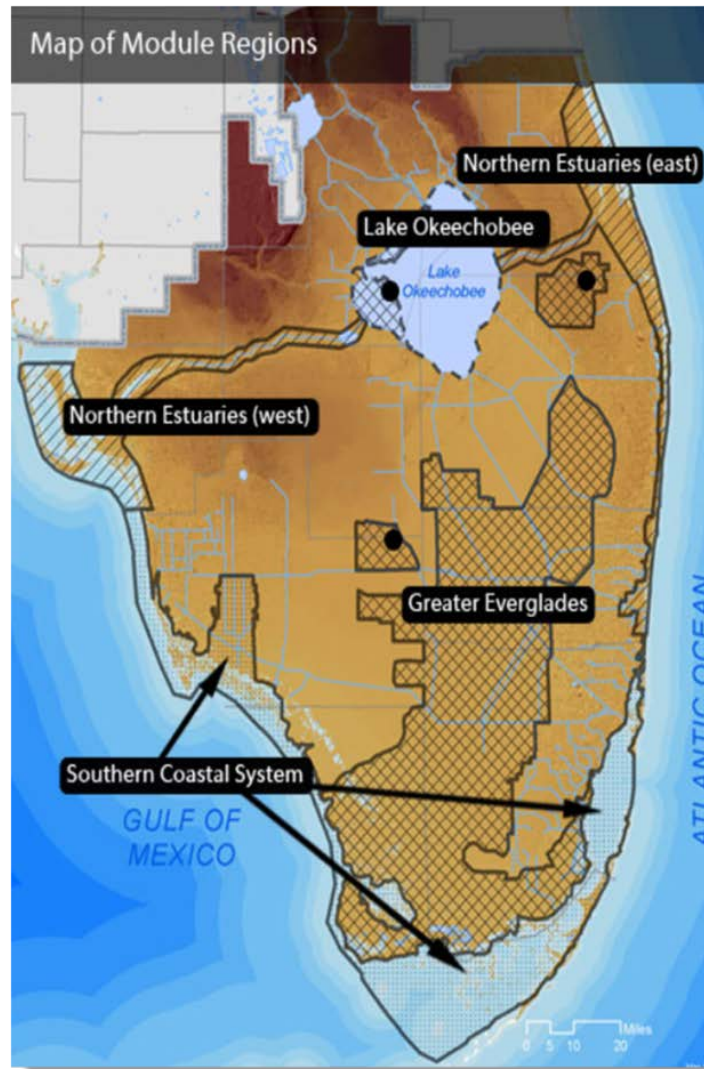 Map of Module Regions
Northern Estuaries (east)
Lake Okeechobee
Lake
Okeechobee
Northern Estuaries (west)
Greater Everglades
ATLANTIC OCEAN
Southern Coastal System
GULF OF
MEXICO
Miles
0 5 10 20